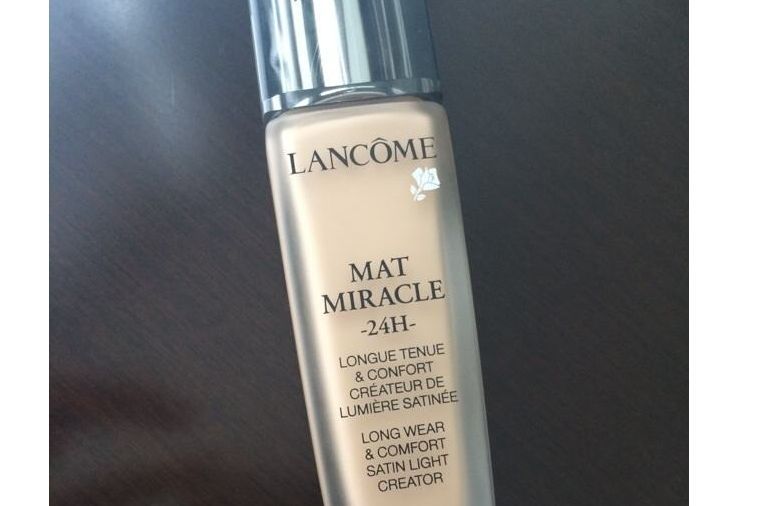 LANCÔME
MAT
MIRACLE
-24H-
LONGUE TENUE
& CONFORT
CRÉATEUR DE
LUMIÈRE SATINÉE
LONG WEAR
& COMFORT
SATIN LIGHT
CREATOR